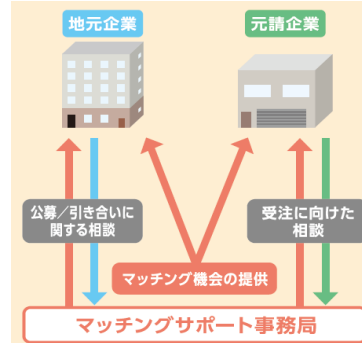 地元企業
元請企業
公募／引き合いに
関する相談
受注に向けた
相談
マッチング機会の提供
マッチングサポート事務局